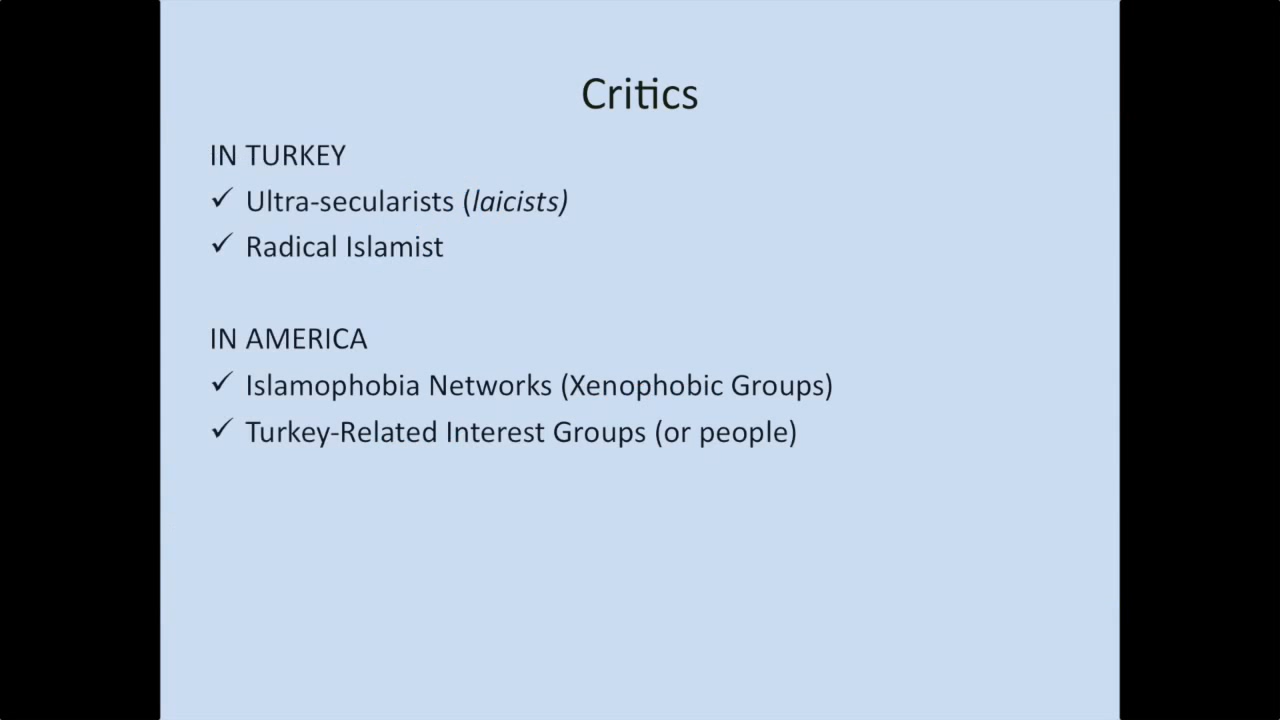 Critics
IN TURKEY
✓ Ultra-secularists (laicists)
✓ Radical Islamist
IN AMERICA
✓ Islamophobia Networks (Xenophobic Groups)
✓ Turkey-Related Interest Groups (or people)